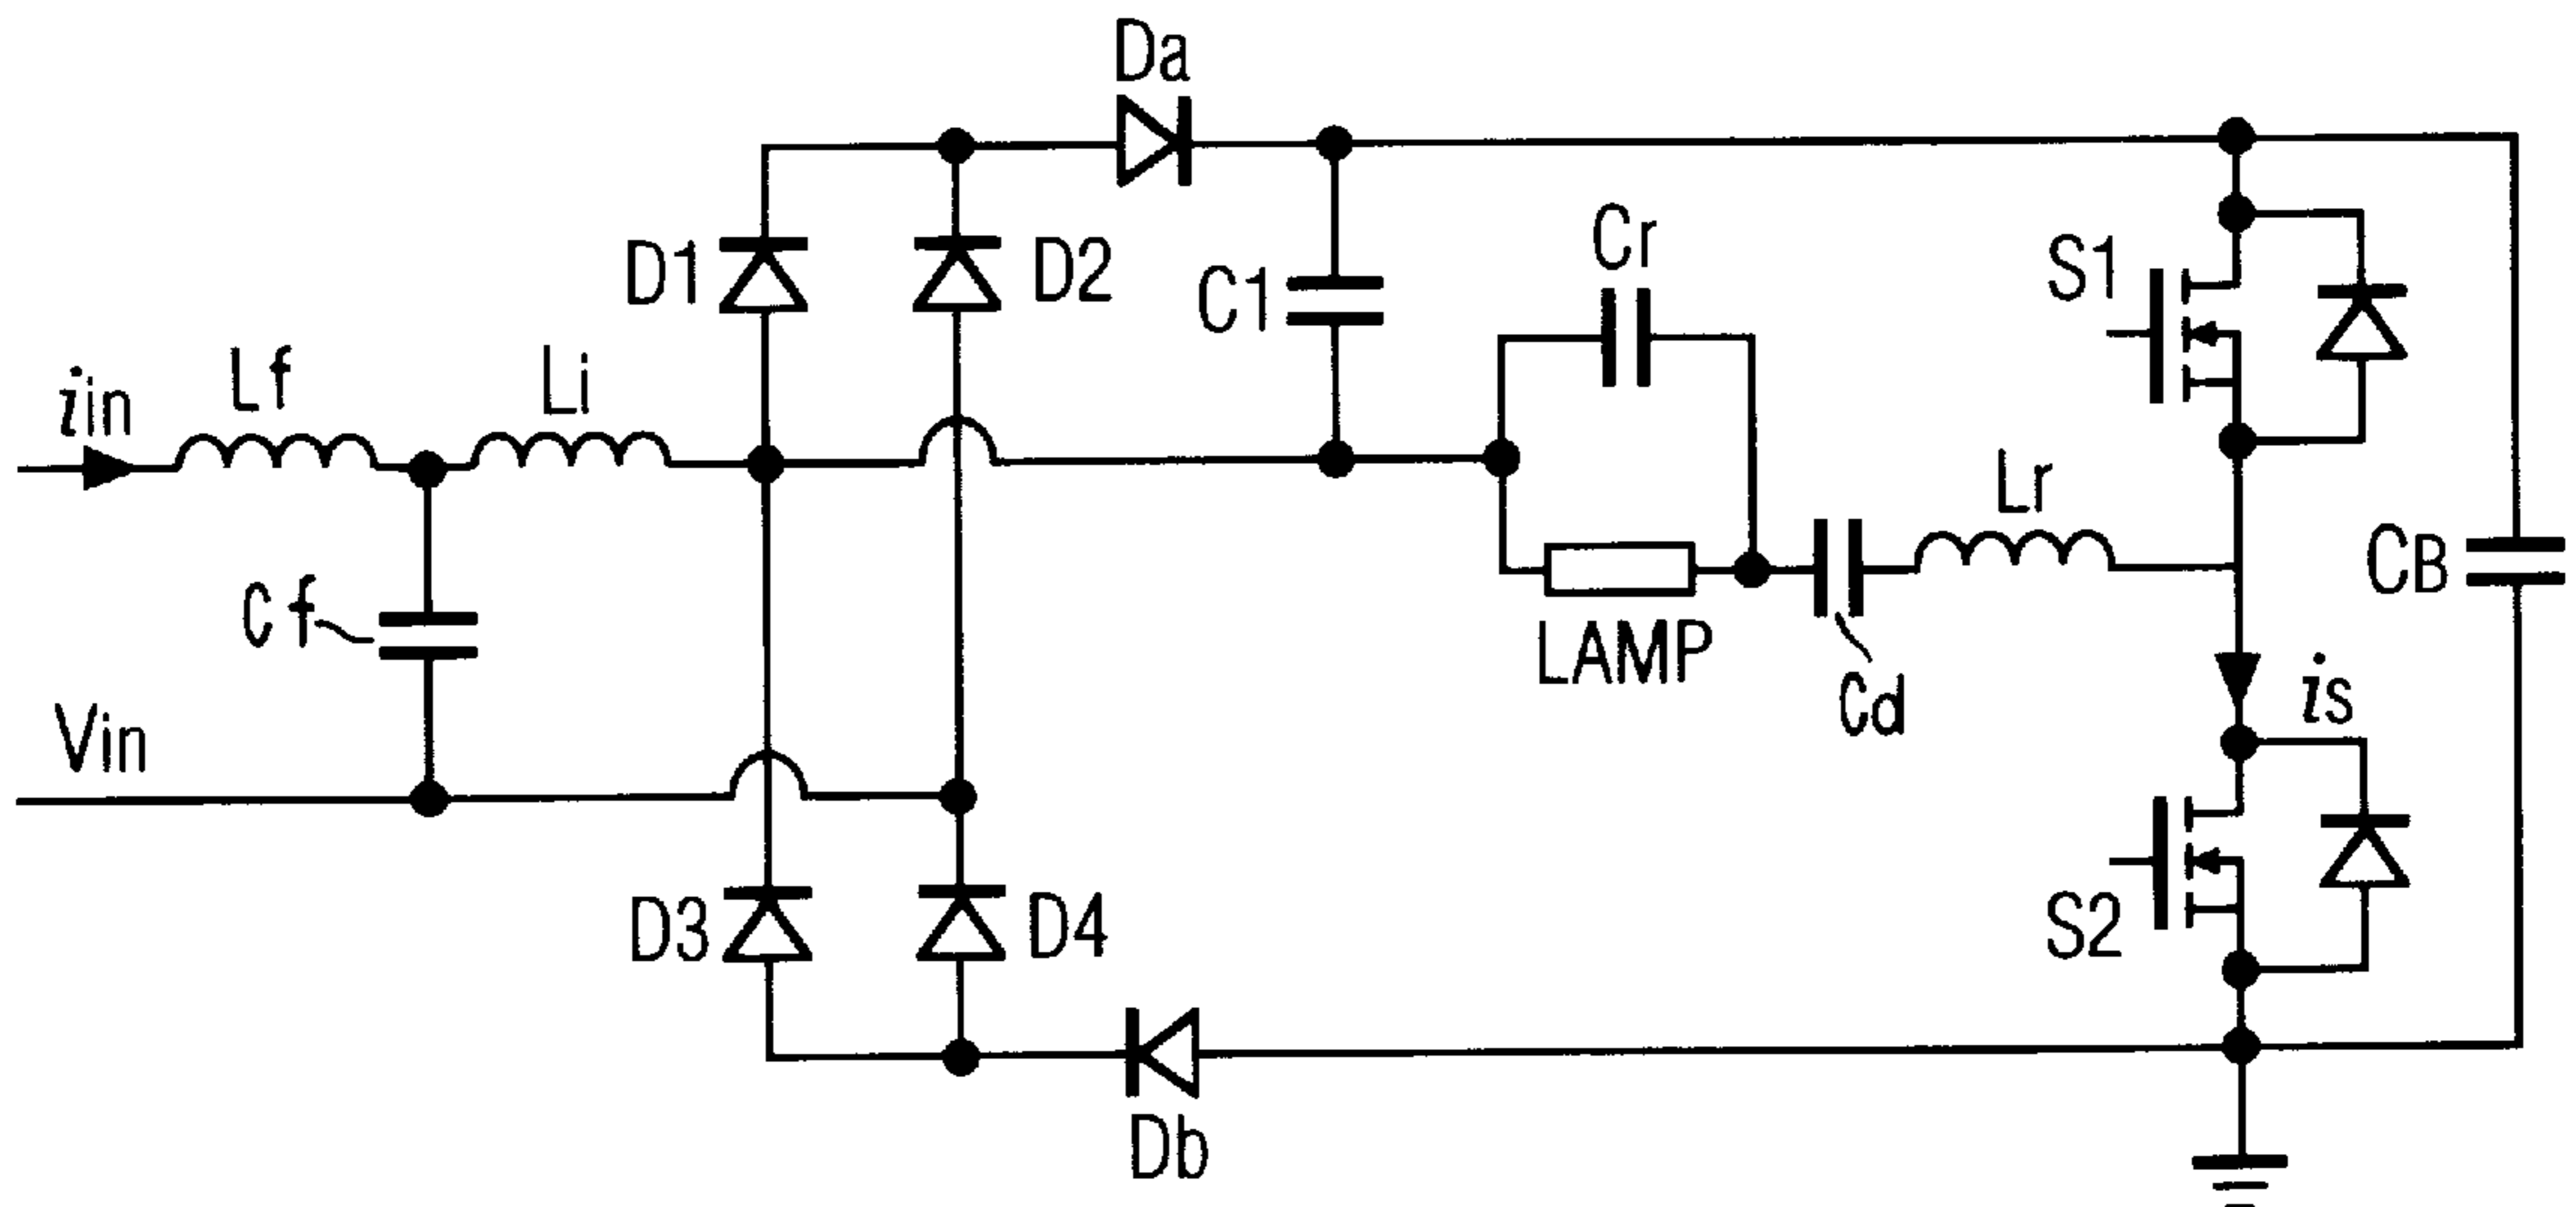 Da
D1
D2
C1
Cr
S1
iin
Lf
Li
Lr
CB
Cf
LAMP
Cd
is
Vin
D3
D4
S2
Db